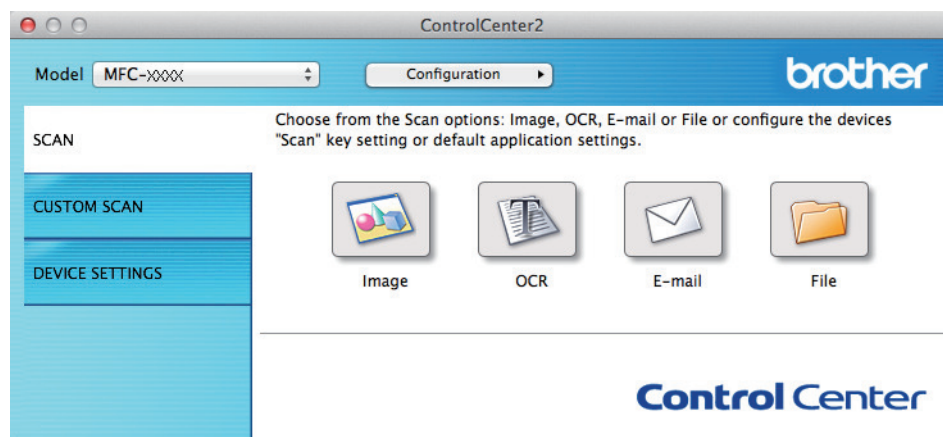 ControlCenter2
Model MFC-XXXX Configuration
brother
SCAN
Choose from the Scan options: Image, OCR, E-mail or File or configure the devices
"Scan" key setting or default application settings.
CUSTOM SCAN
DEVICE SETTINGS
Image OCR E-mail File
Control Center